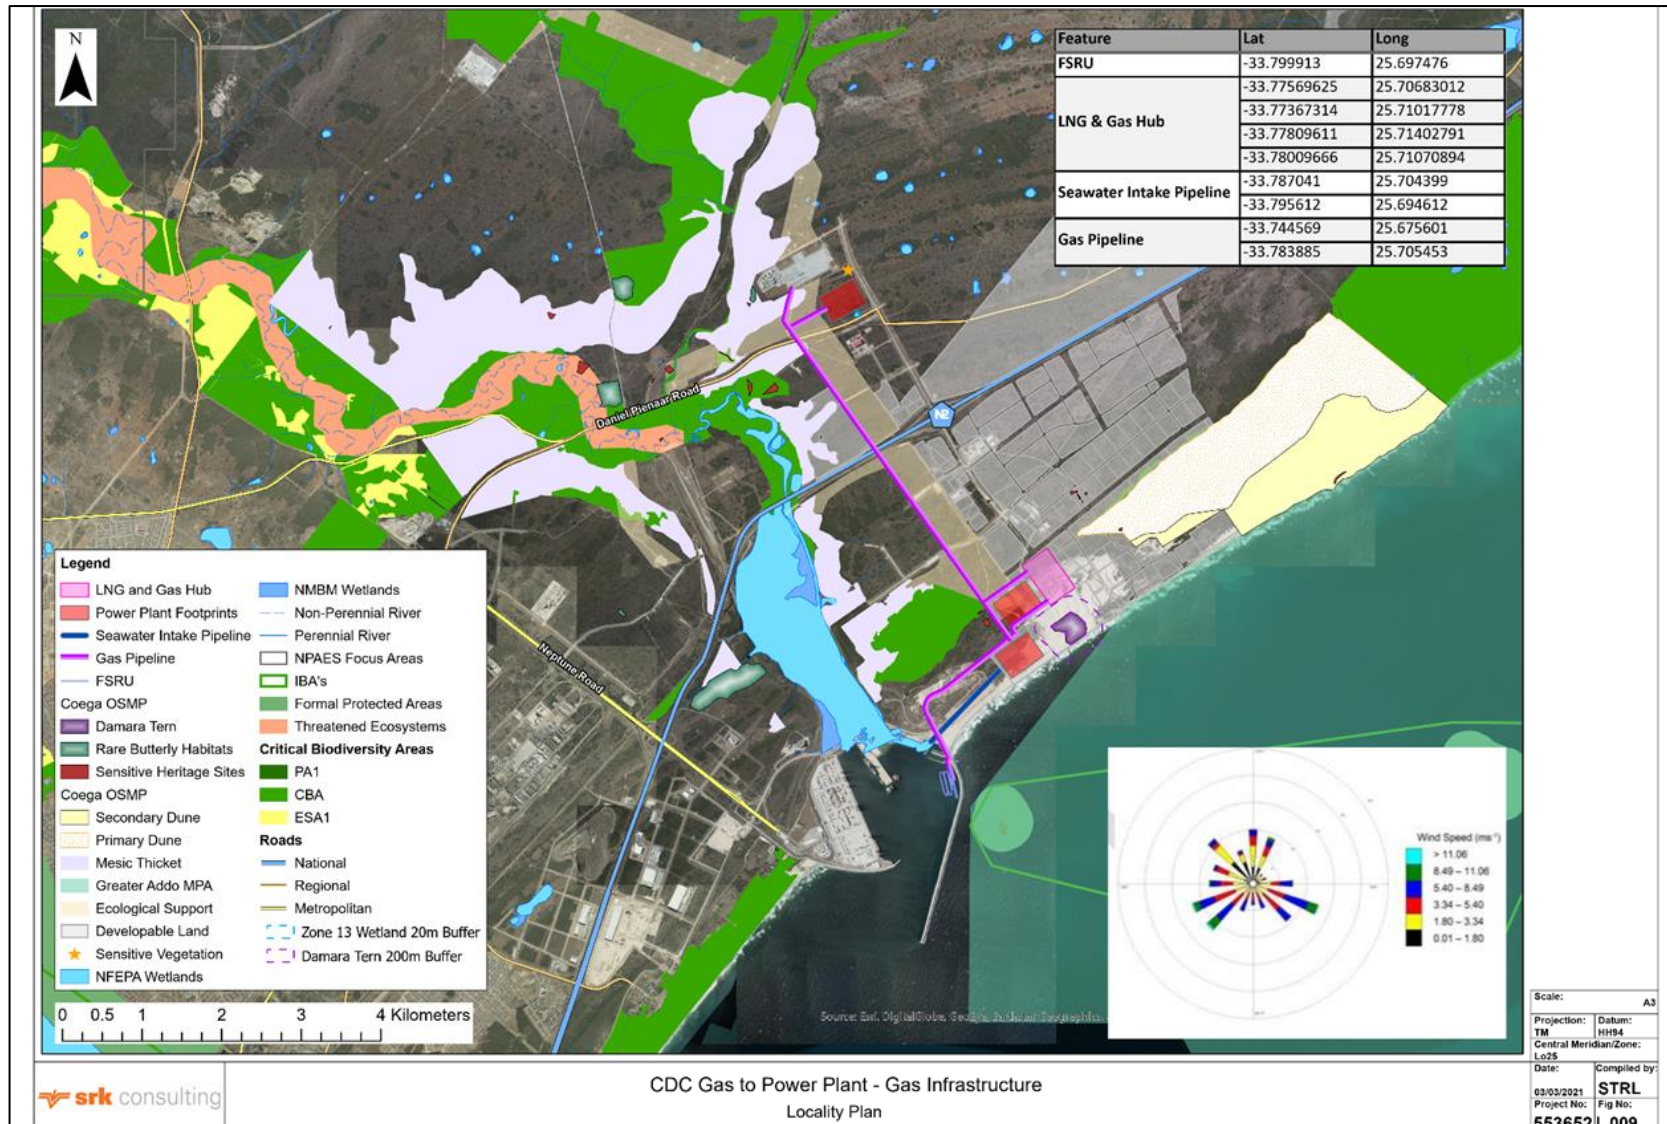 N
Feature Lat Long
FSRU -33.799913 25.697476
LNG & Gas Hub -33.77569625 25.70683012
-33.77367314 25.71017778
-33.77809611 25.71402791
-33.78009666 25.71070894
Seawater Intake Pipeline -33.787041 25.704399
-33.795612 25.694612
Gas Pipeline -33.744569 25.675601
-33.783885 25.705453
Daniel Pienaar Road
N2
Neptune Road
Legend
LNG and Gas Hub
Power Plant Footprints
Seawater Intake Pipeline
Gas Pipeline
FSRU
Coega OSMP
Damara Tern
Rare Butterly Habitats
Sensitive Heritage Sites
Coega OSMP
Secondary Dune
Primary Dune
Mesic Thicket
Greater Addo MPA
Ecological Support
Developable Land
Sensitive Vegetation
NFEPA Wetlands
NMBM Wetlands
Non-Perennial River
Perennial River
NPAES Focus Areas
IBA's
Formal Protected Areas
Threatened Ecosystems
Critical Biodiversity Areas
PA1
CBA
ESA1
Roads
National
Regional
Metropolitan
Zone 13 Wetland 20m Buffer
Damara Tern 200m Buffer
0 0.5 1 2 3 4 Kilometers
Wind Speed (ms⁻¹)
> 11.06
8.49 – 11.06
5.40 – 8.49
3.34 – 5.40
1.80 – 3.34
0.01 – 1.80
Source: Esri, DigitalGlobe, GeoEye, Earthstar Geographics,
srk consulting
CDC Gas to Power Plant - Gas Infrastructure
Locality Plan
Scale: A3
Projection: TM
Datum: HH94
Central Meridian/Zone: Lo25
Date: 03/03/2021
Compiled by: STRL
Project No: 553652
Fig No: L009